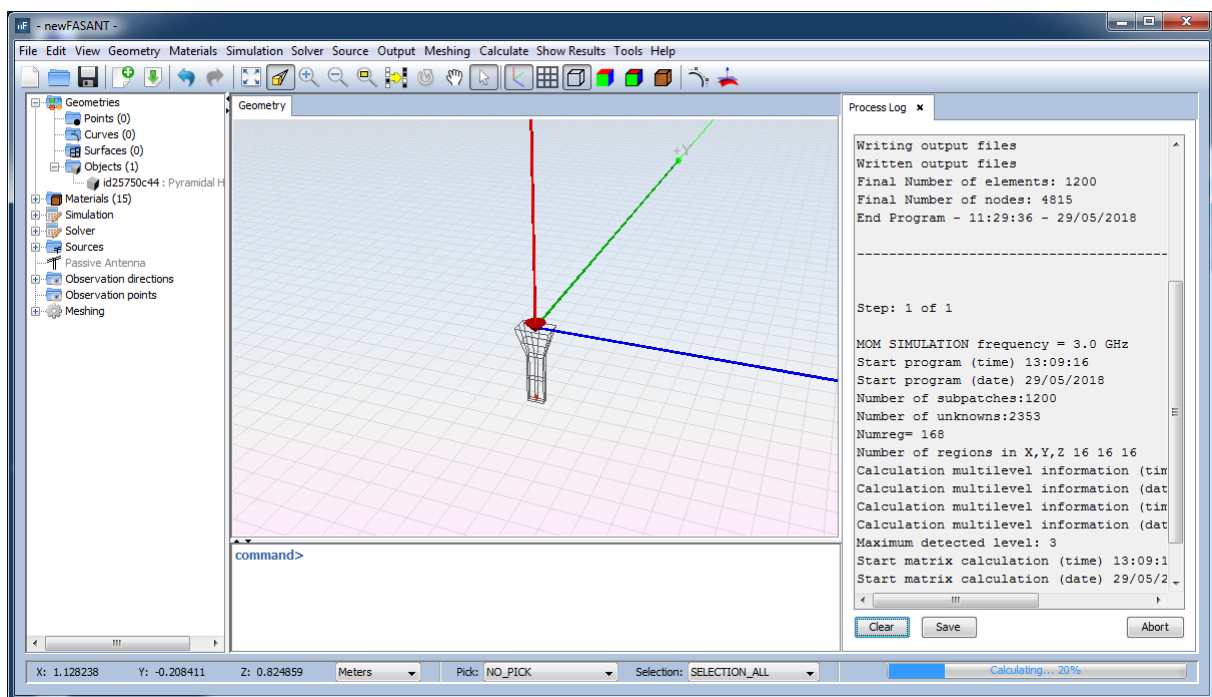 nF - newFASANT -
File Edit View Geometry Materials Simulation Solver Source Output Meshing Calculate Show Results Tools Help
Geometries
Points (0)
Curves (0)
Surfaces (0)
Objects (1)
id25750c44 : Pyramidal H
Materials (15)
Simulation
Solver
Sources
Passive Antenna
Observation directions
Observation points
Meshing
Geometry
+Y
command>
Process Log
Writing output files
Written output files
Final Number of elements: 1200
Final Number of nodes: 4815
End Program - 11:29:36 - 29/05/2018
----------------------------------------
Step: 1 of 1
MOM SIMULATION frequency = 3.0 GHz
Start program (time) 13:09:16
Start program (date) 29/05/2018
Number of subpatches:1200
Number of unknowns:2353
Numreg= 168
Number of regions in X,Y,Z 16 16 16
Calculation multilevel information (tim
Calculation multilevel information (dat
Calculation multilevel information (tim
Calculation multilevel information (dat
Maximum detected level: 3
Start matrix calculation (time) 13:09:1
Start matrix calculation (date) 29/05/2
Clear Save Abort
X: 1.128238 Y: -0.208411 Z: 0.824859 Meters Pick: NO_PICK Selection: SELECTION_ALL Calculating... 20%